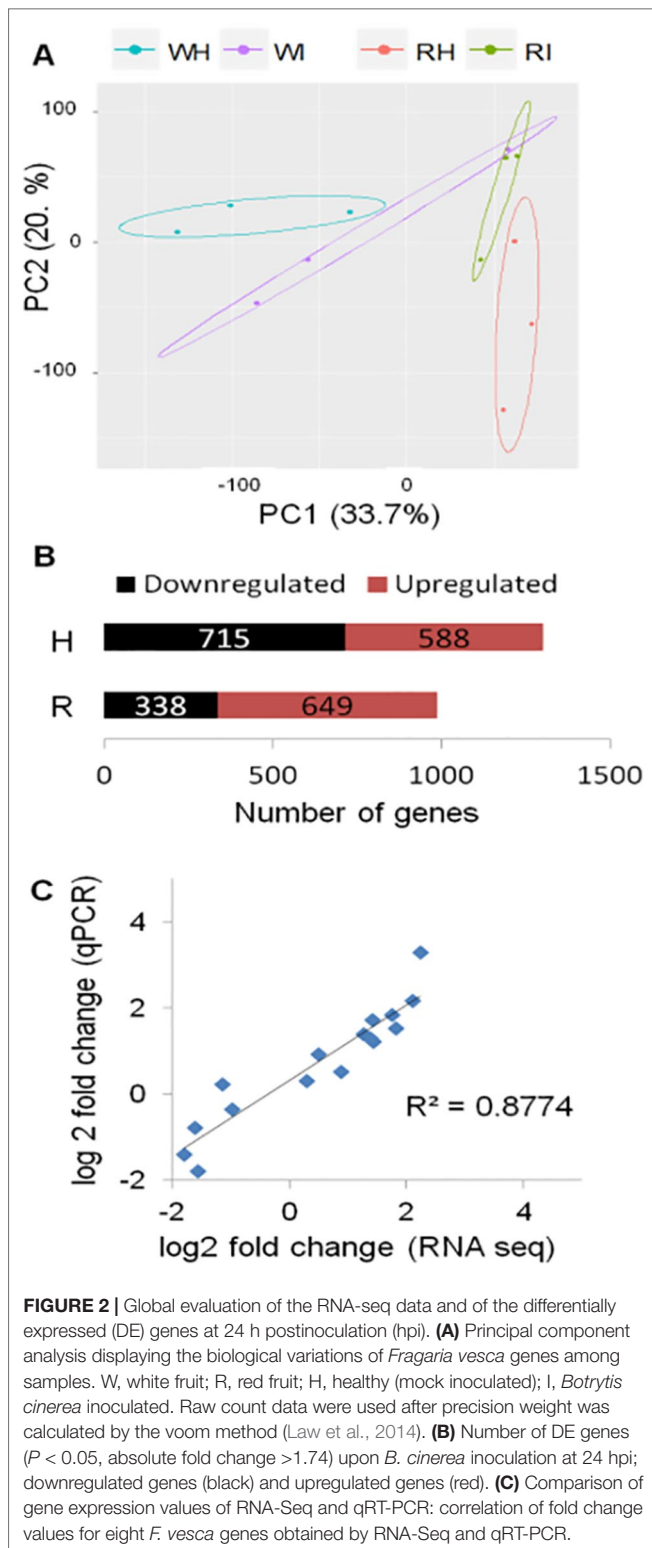 A
WH WI RH RI
100
0
-100
PC2 (20. %)
-100 0
PC1 (33.7%)
B
Downregulated Upregulated
H 715 588
R 338 649
0 500 1000 1500
Number of genes
C
log 2 fold change (qPCR)
4
2
0
-2
R² = 0.8774
-2 0 2 4
log2 fold change (RNA seq)
FIGURE 2 | Global evaluation of the RNA-seq data and of the differentially
expressed (DE) genes at 24 h postinoculation (hpi). (A) Principal component
analysis displaying the biological variations of Fragaria vesca genes among
samples. W, white fruit; R, red fruit; H, healthy (mock inoculated); I, Botrytis
cinerea inoculated. Raw count data were used after precision weight was
calculated by the voom method (Law et al., 2014). (B) Number of DE genes
(P < 0.05, absolute fold change >1.74) upon B. cinerea inoculation at 24 hpi;
downregulated genes (black) and upregulated genes (red). (C) Comparison of
gene expression values of RNA-Seq and qRT-PCR: correlation of fold change
values for eight F. vesca genes obtained by RNA-Seq and qRT-PCR.